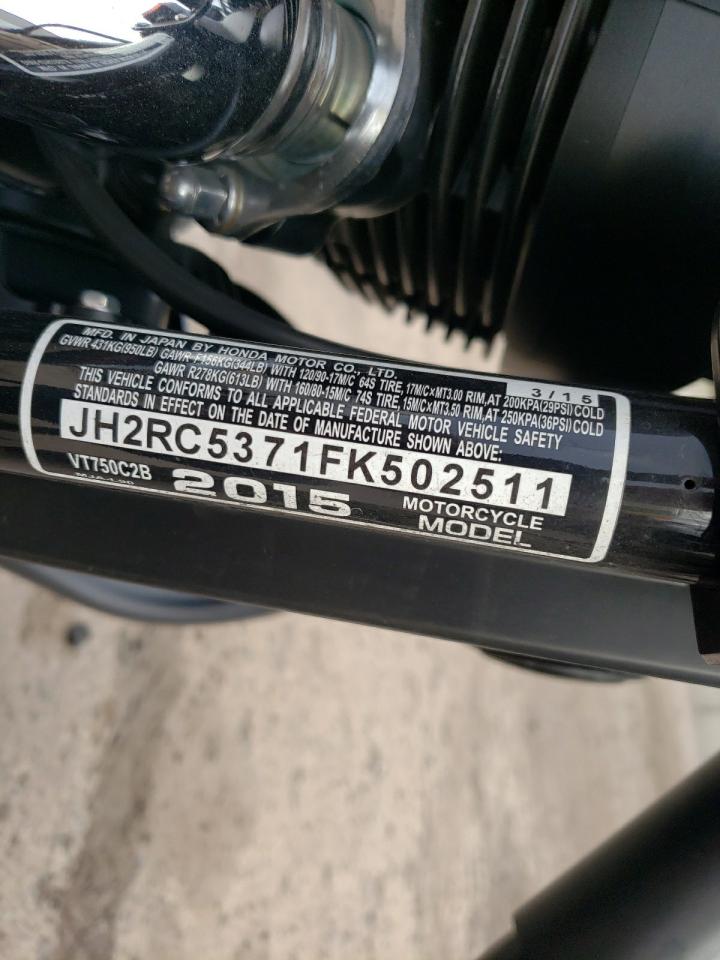 MFD. IN JAPAN BY HONDA MOTOR CO., LTD. 3/15
GVWR 431KG(950LB) GAWR F156KG(344LB) WITH 120/90-17M/C 64S TIRE, 17M/C×MT3.00 RIM, AT 200KPA(29PSI) COLD
GAWR R278KG(613LB) WITH 160/80-15M/C 74S TIRE, 15M/C×MT3.50 RIM, AT 250KPA(36PSI) COLD
THIS VEHICLE CONFORMS TO ALL APPLICABLE FEDERAL MOTOR VEHICLE SAFETY
STANDARDS IN EFFECT ON THE DATE OF MANUFACTURE SHOWN ABOVE:
JH2RC5371FK502511
VT750C2B 2015 MOTORCYCLE
MODEL